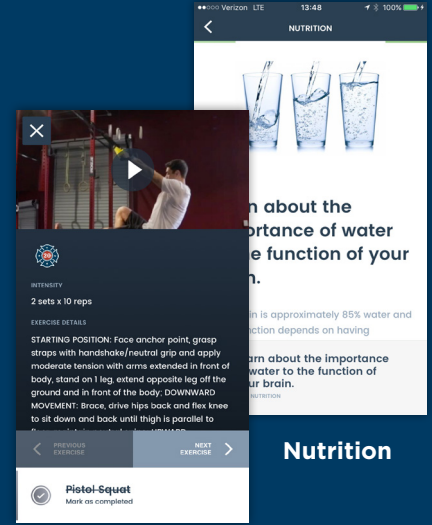 Verizon LTE 13:48 100%
NUTRITION
n about the
ortance of water
e function of your
n.
in is approximately 85% water and
nction depends on having
arn about the importance
water to the function of
ur brain.
NUTRITION
20
INTENSITY
2 sets x 10 reps
EXERCISE DETAILS
STARTING POSITION: Face anchor point, grasp
straps with handshake/neutral grip and apply
moderate tension with arms extended in front of
body, stand on 1 leg, extend opposite leg off the
ground and in front of the body; DOWNWARD
MOVEMENT: Brace, drive hips back and flex knee
to sit down and back until thigh is parallel to
PREVIOUS
EXERCISE
NEXT
EXERCISE
Pistol Squat
Mark as completed
Nutrition